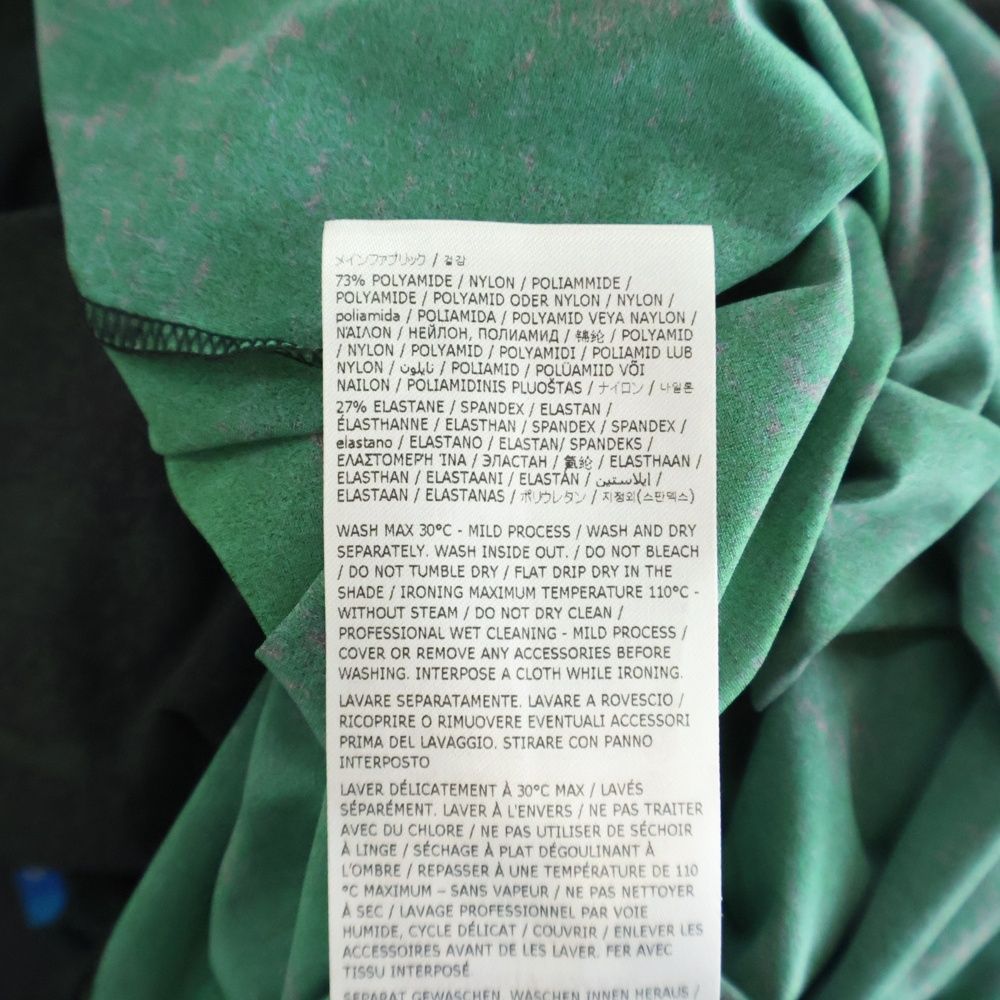 メインファブリック / 겉감
73% POLYAMIDE / NYLON / POLIAMMIDE /
POLYAMIDE / POLYAMID ODER NYLON / NYLON /
poliamida / POLIAMIDA / POLYAMID VEYA NAYLON /
ΝΆΙΛΟΝ / НЕЙЛОН, ПОЛИАМИД / 锦纶 / POLYAMID
/ NYLON / POLYAMID / POLYAMIDI / POLIAMID LUB
NYLON / نايلون / POLIAMID / POLÜAMIID VÕI
NAILON / POLIAMIDINIS PLUOŠTAS / ナイロン / 나일론
27% ELASTANE / SPANDEX / ELASTAN /
ÉLASTHANNE / ELASTHAN / SPANDEX / SPANDEX /
elastano / ELASTANO / ELASTAN/ SPANDEKS /
ΕΛΑΣΤΟΜΕΡΉ ΊΝΑ / ЭЛАСТАН / 氨纶 / ELASTHAAN /
ELASTHAN / ELASTAANI / ELASTAN / إيلاستين /
ELASTAAN / ELASTANAS / ポリウレタン / 지정외(스판덱스)
WASH MAX 30°C - MILD PROCESS / WASH AND DRY
SEPARATELY. WASH INSIDE OUT. / DO NOT BLEACH
/ DO NOT TUMBLE DRY / FLAT DRIP DRY IN THE
SHADE / IRONING MAXIMUM TEMPERATURE 110°C -
WITHOUT STEAM / DO NOT DRY CLEAN /
PROFESSIONAL WET CLEANING - MILD PROCESS /
COVER OR REMOVE ANY ACCESSORIES BEFORE
WASHING. INTERPOSE A CLOTH WHILE IRONING.
LAVARE SEPARATAMENTE. LAVARE A ROVESCIO /
RICOPRIRE O RIMUOVERE EVENTUALI ACCESSORI
PRIMA DEL LAVAGGIO. STIRARE CON PANNO
INTERPOSTO
LAVER DÉLICATEMENT À 30°C MAX / LAVÉS
SÉPARÉMENT. LAVER À L'ENVERS / NE PAS TRAITER
AVEC DU CHLORE / NE PAS UTILISER DE SÉCHOIR
À LINGE / SÉCHAGE À PLAT DÉGOULINANT À
L'OMBRE / REPASSER À UNE TEMPÉRATURE DE 110
°C MAXIMUM – SANS VAPEUR / NE PAS NETTOYER
À SEC / LAVAGE PROFESSIONNEL PAR VOIE
HUMIDE, CYCLE DÉLICAT / COUVRIR / ENLEVER LES
ACCESSOIRES AVANT DE LES LAVER. FER AVEC
TISSU INTERPOSÉ.
SEPARAT GEWASCHEN. WASCHEN INNEN HERAUS /